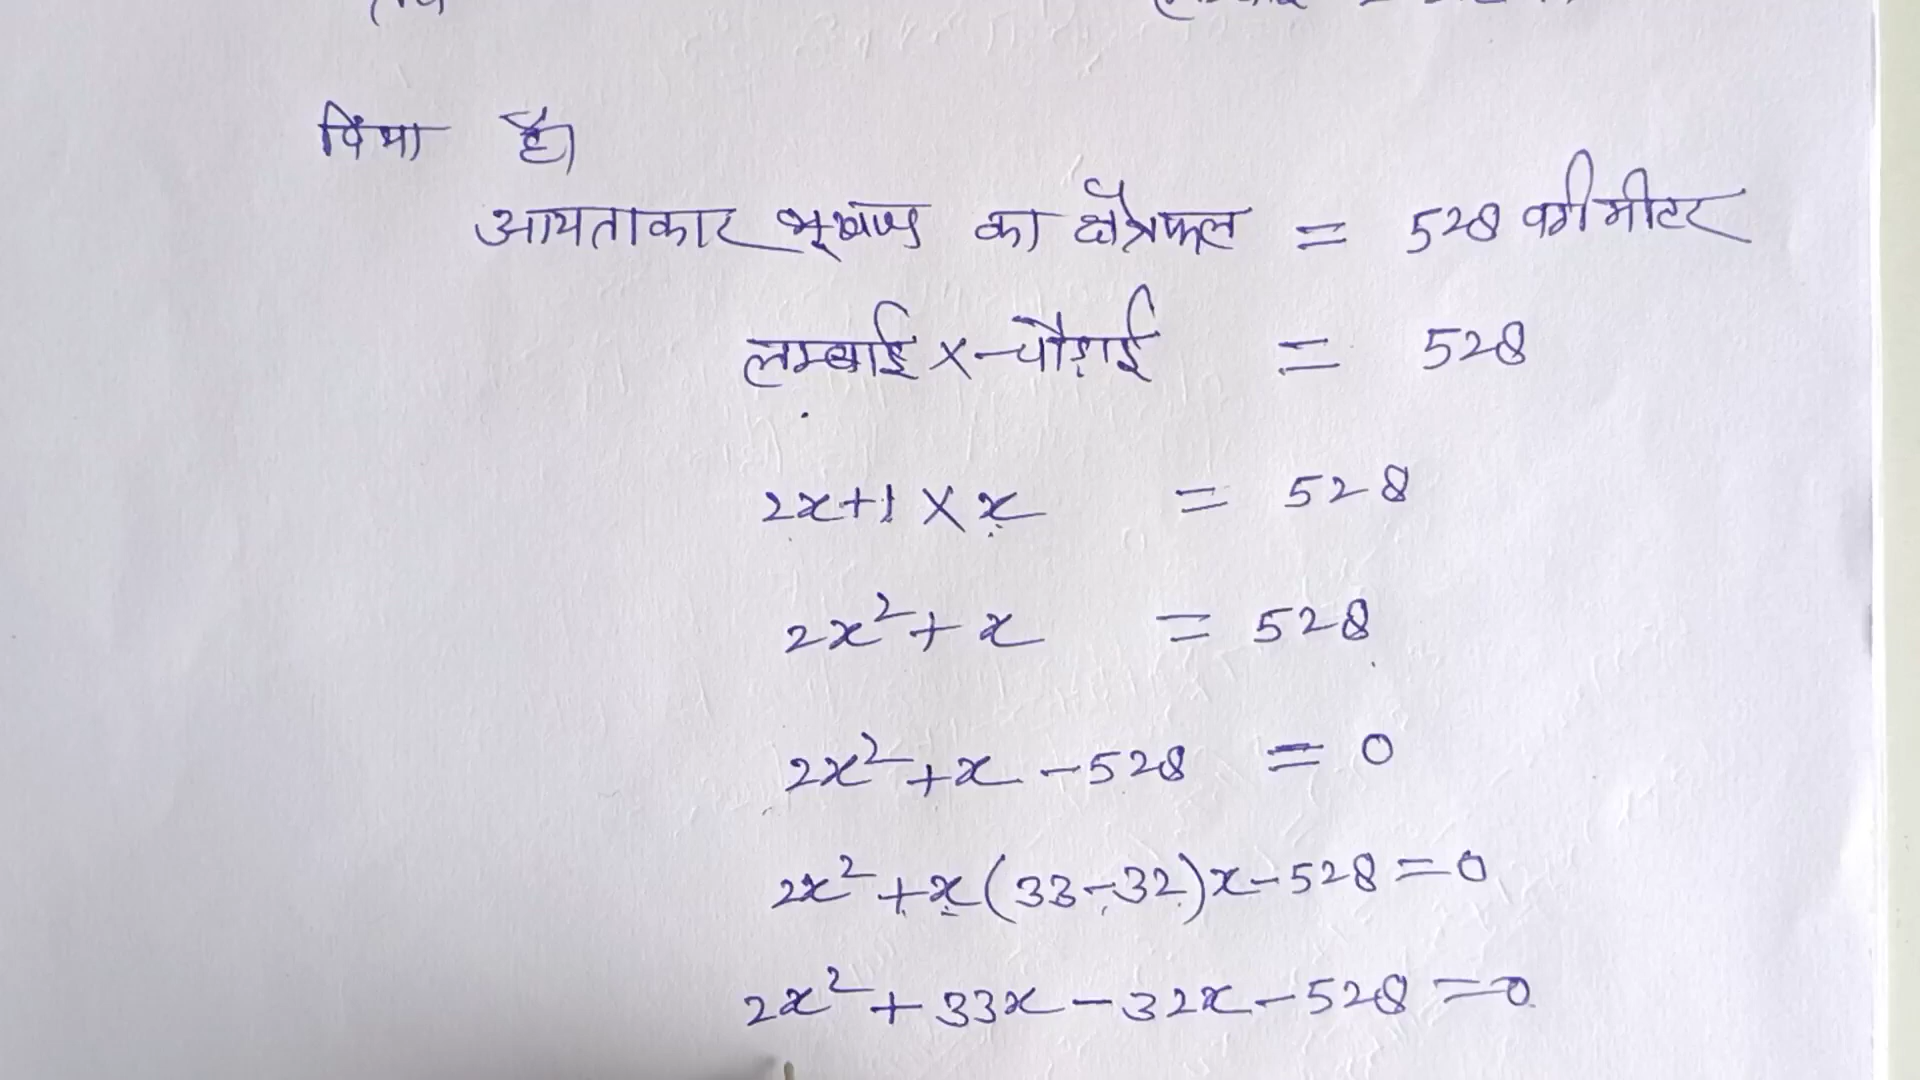 दिया है।
आयताकार भूखण्ड का क्षेत्रफल = 528 वर्ग मीटर
लम्बाई × चौड़ाई = 528
2x+1 × x = 528
2x² + x = 528
2x² + x - 528 = 0
2x² + x(33-32)x - 528 = 0
2x² + 33x - 32x - 528 = 0